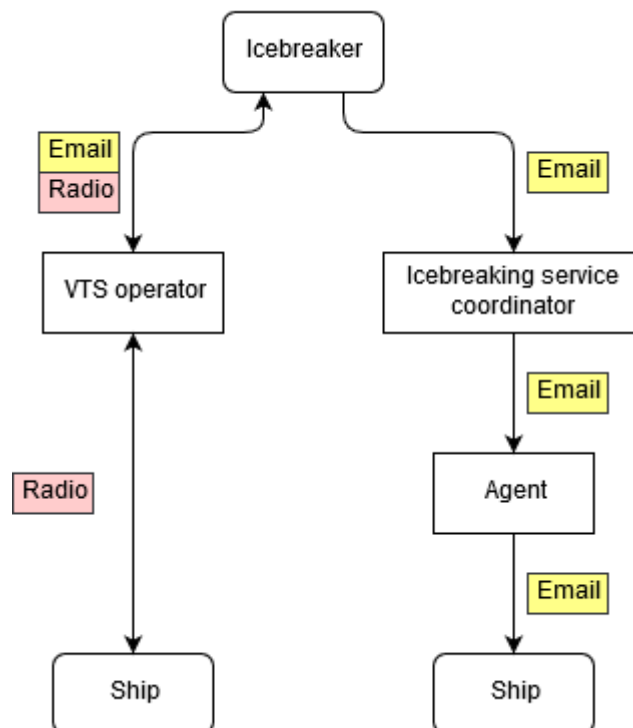 Icebreaker
Email
Radio
Email
VTS operator
Icebreaking service
coordinator
Email
Radio
Agent
Email
Ship
Ship